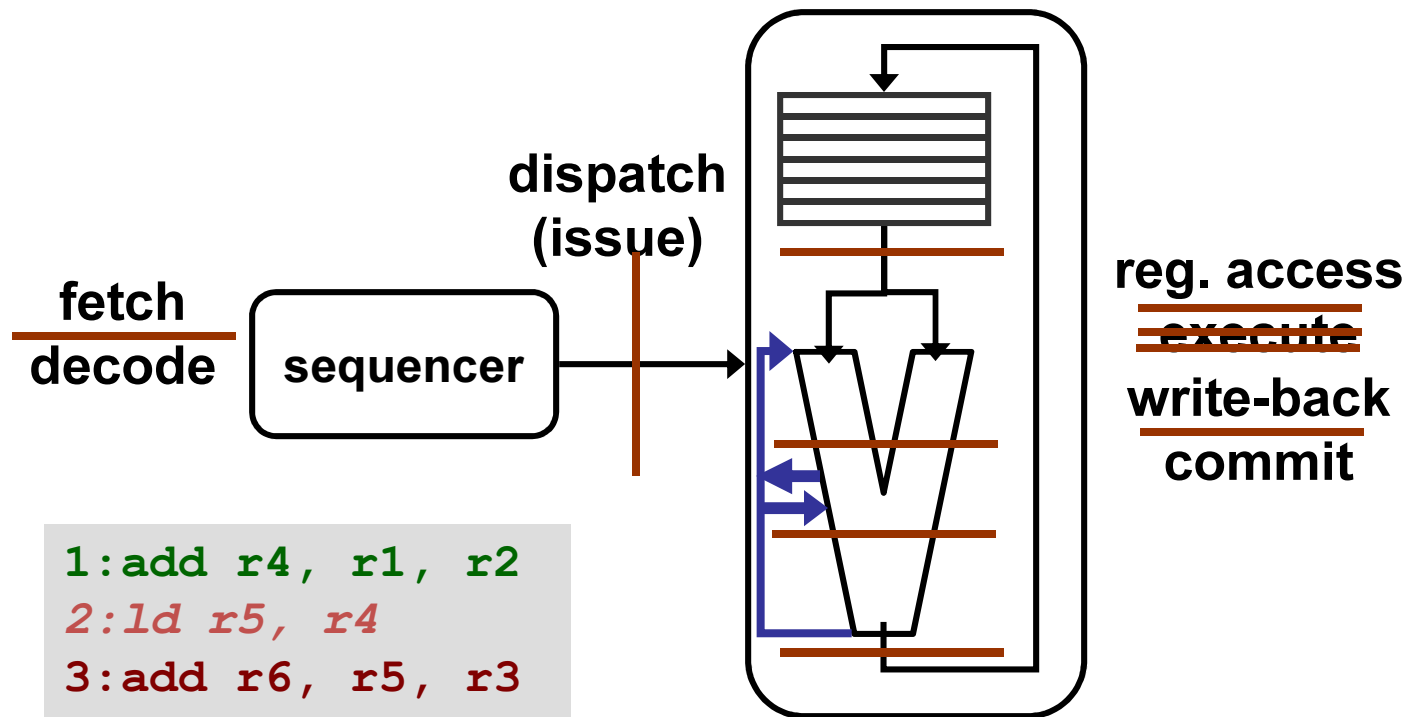 dispatch
(issue)
fetch
decode
sequencer
reg. access
execute
write-back
commit
1:add r4, r1, r2
2:ld r5, r4
3:add r6, r5, r3